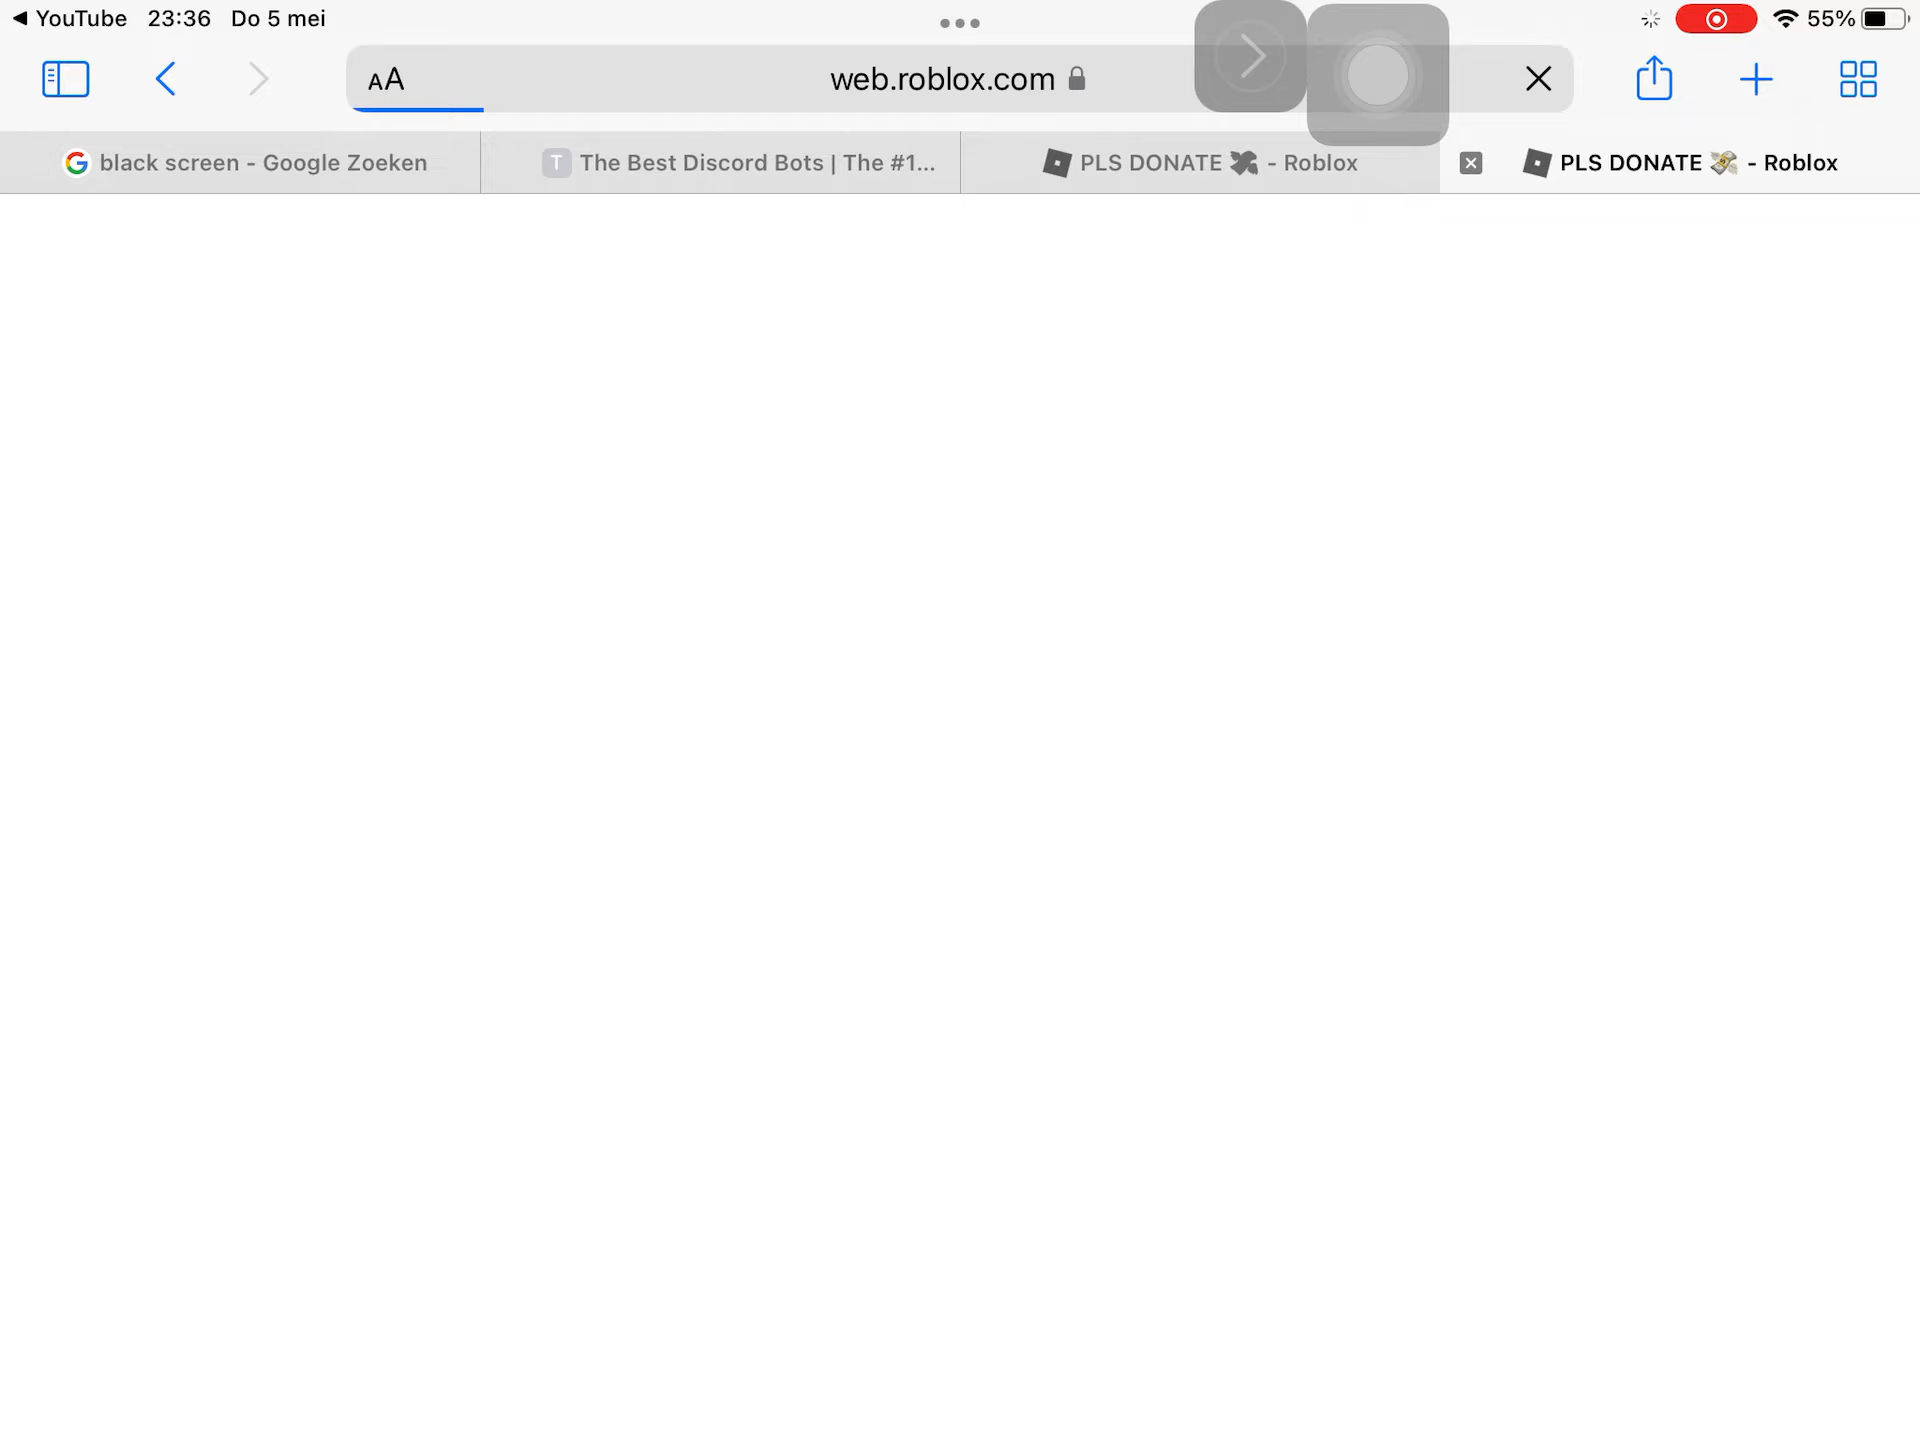 ◀ YouTube 23:36 Do 5 mei 55%
AA web.roblox.com
black screen - Google Zoeken
T The Best Discord Bots | The #1...
PLS DONATE 💸 - Roblox
PLS DONATE 💸 - Roblox